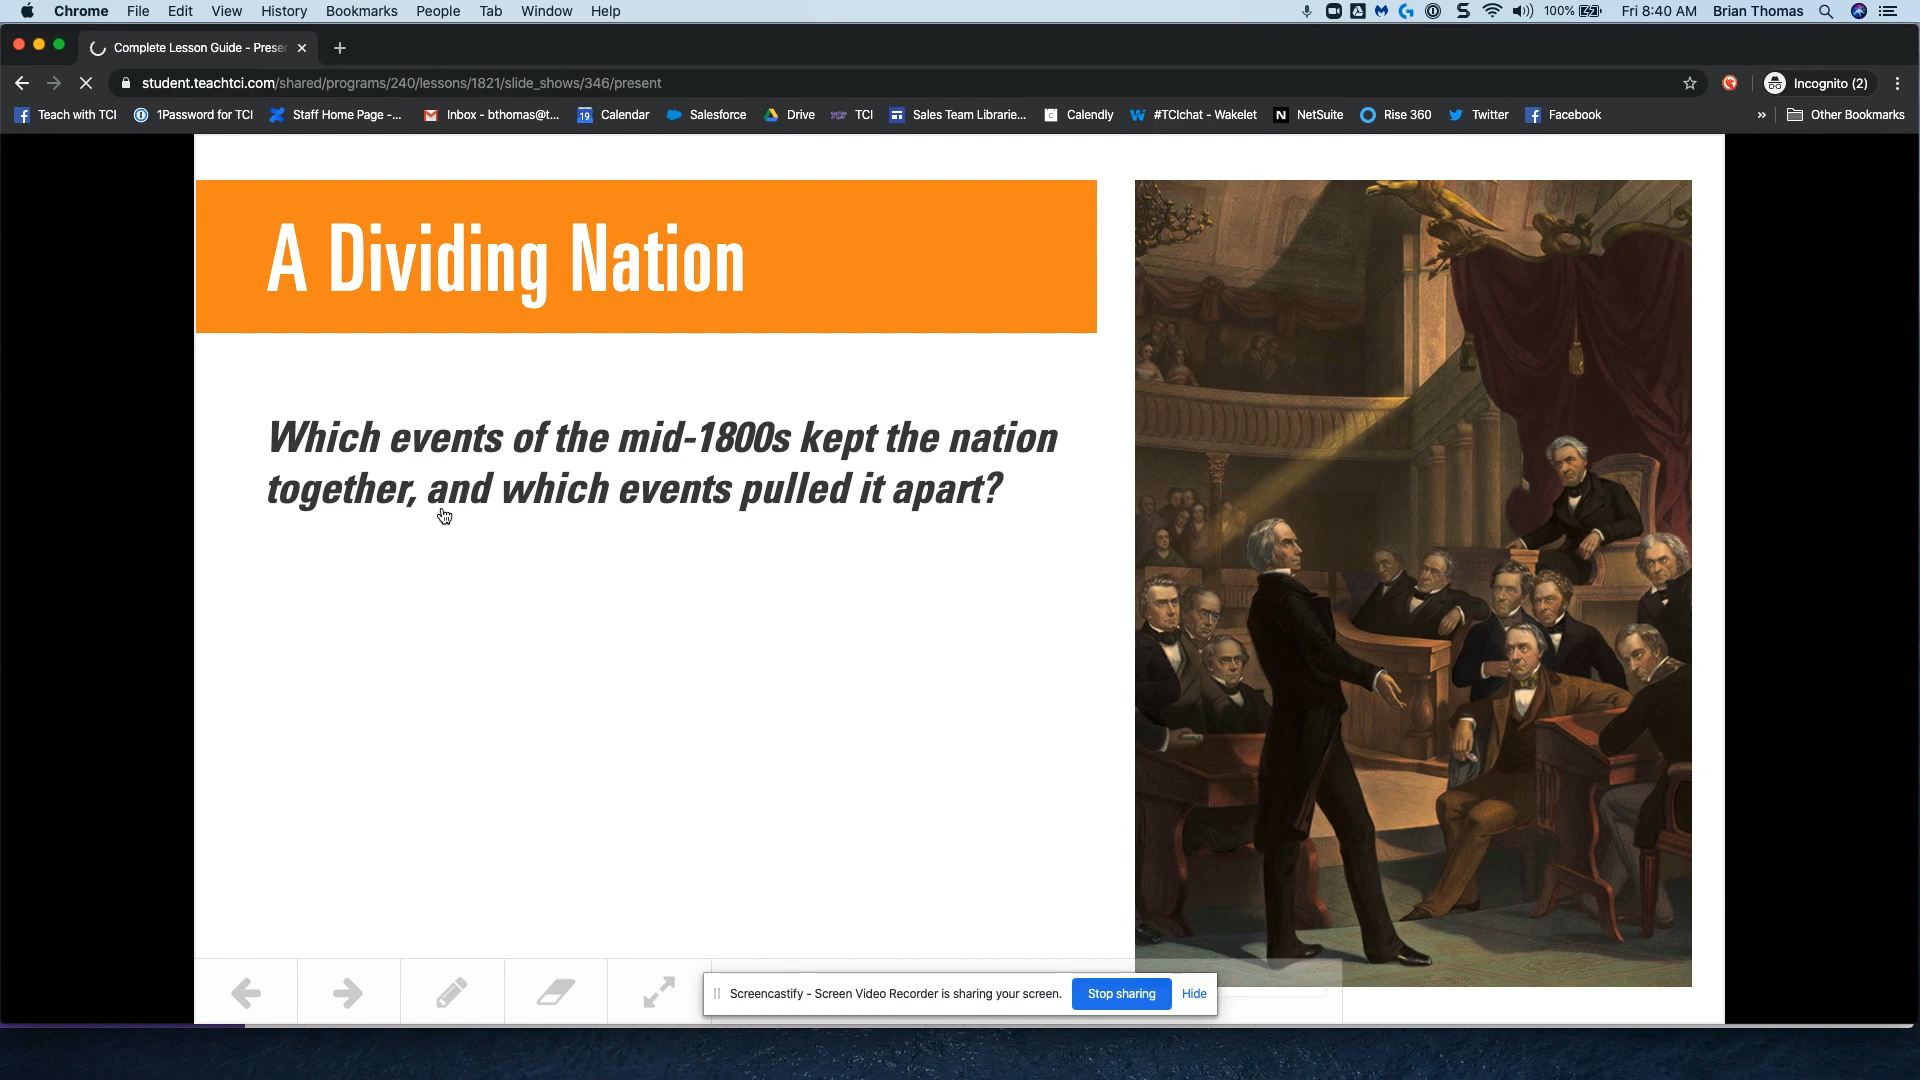 Chrome File Edit View History Bookmarks People Tab Window Help 100% Fri 8:40 AM Brian Thomas
Complete Lesson Guide - Prese
student.teachtci.com/shared/programs/240/lessons/1821/slide_shows/346/present Incognito (2)
Teach with TCI 1Password for TCI Staff Home Page -... Inbox - bthomas@t... 19 Calendar Salesforce Drive TCI Sales Team Librarie... Calendly #TCIchat - Wakelet NetSuite Rise 360 Twitter Facebook » Other Bookmarks
A Dividing Nation
Which events of the mid-1800s kept the nation
together, and which events pulled it apart?
Screencastify - Screen Video Recorder is sharing your screen. Stop sharing Hide